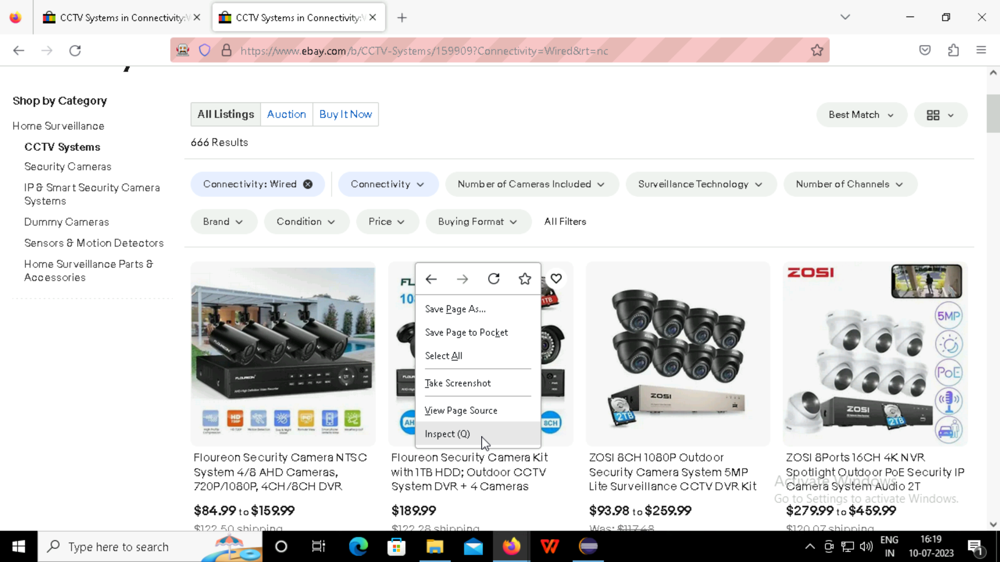 CCTV Systems in Connectivity:
CCTV Systems in Connectivity:
https://www.ebay.com/b/CCTV-Systems/159909?Connectivity=Wired&rt=nc
Shop by Category
Home Surveillance
CCTV Systems
Security Cameras
IP & Smart Security Camera
Systems
Dummy Cameras
Sensors & Motion Detectors
Home Surveillance Parts &
Accessories
All Listings
Auction
Buy It Now
Best Match
666 Results
Connectivity: Wired
Connectivity
Number of Cameras Included
Surveillance Technology
Number of Channels
Brand
Condition
Price
Buying Format
All Filters
FLOUREON
HD
720P
Floureon Security Camera NTSC
System 4/8 AHD Cameras,
720P/1080P, 4CH/8CH DVR
$84.99 to $159.99
$122.50 shipping
FL
10
1TB
AH
8CH
Save Page As...
Save Page to Pocket
Select All
Take Screenshot
View Page Source
Inspect (Q)
Floureon Security Camera Kit
with 1TB HDD; Outdoor CCTV
System DVR + 4 Cameras
$189.99
$122.28 shipping
ZOSI
2TB
ZOSI 8CH 1080P Outdoor
Security Camera System 5MP
Lite Surveillance CCTV DVR Kit
$93.98 to $259.99
Was: $117.48
ZOSI
5MP
PoE
ZOSI
2TB
ZOSI 8Ports 16CH 4K NVR
Spotlight Outdoor PoE Security IP
Camera System Audio 2T
$279.99 to $459.99
$120.07 shipping
Activate Windows
Go to Settings to activate Windows.
Type here to search
ENG
IN
16:19
10-07-2023
1